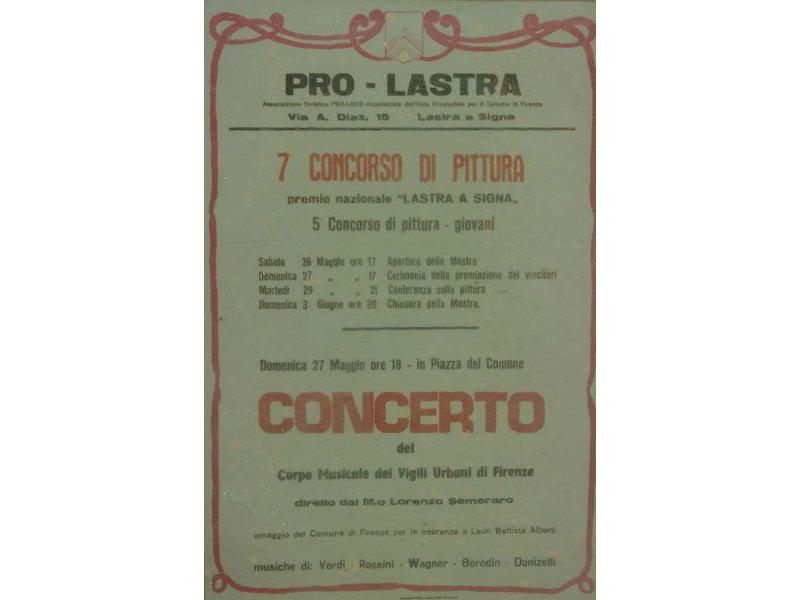 PRO - LASTRA
Associazione Turistica PRO-LOCO riconosciuta dall'Ente Provinciale per il Turismo di Firenze
Via A. Diaz, 15 Lastra a Signa
7° CONCORSO DI PITTURA
premio nazionale "LASTRA A SIGNA„
5° Concorso di pittura - giovani
Sabato 26 Maggio ore 17 Apertura della Mostra
Domenica 27 „ „ 17 Cerimonia della premiazione dei vincitori
Martedì 29 „ „ 21 Conferenza sulla pittura
Domenica 3 Giugno ore 20 Chiusura della Mostra.
Domenica 27 Maggio ore 18 - in Piazza del Comune
CONCERTO
del
Corpo Musicale dei Vigili Urbani di Firenze
diretto dal M.o Lorenzo Semeraro
omaggio del Comune di Firenze per le onoranze a Leon Battista Alberti
musiche di: Verdi - Rossini - Wagner - Borodin - Donizetti